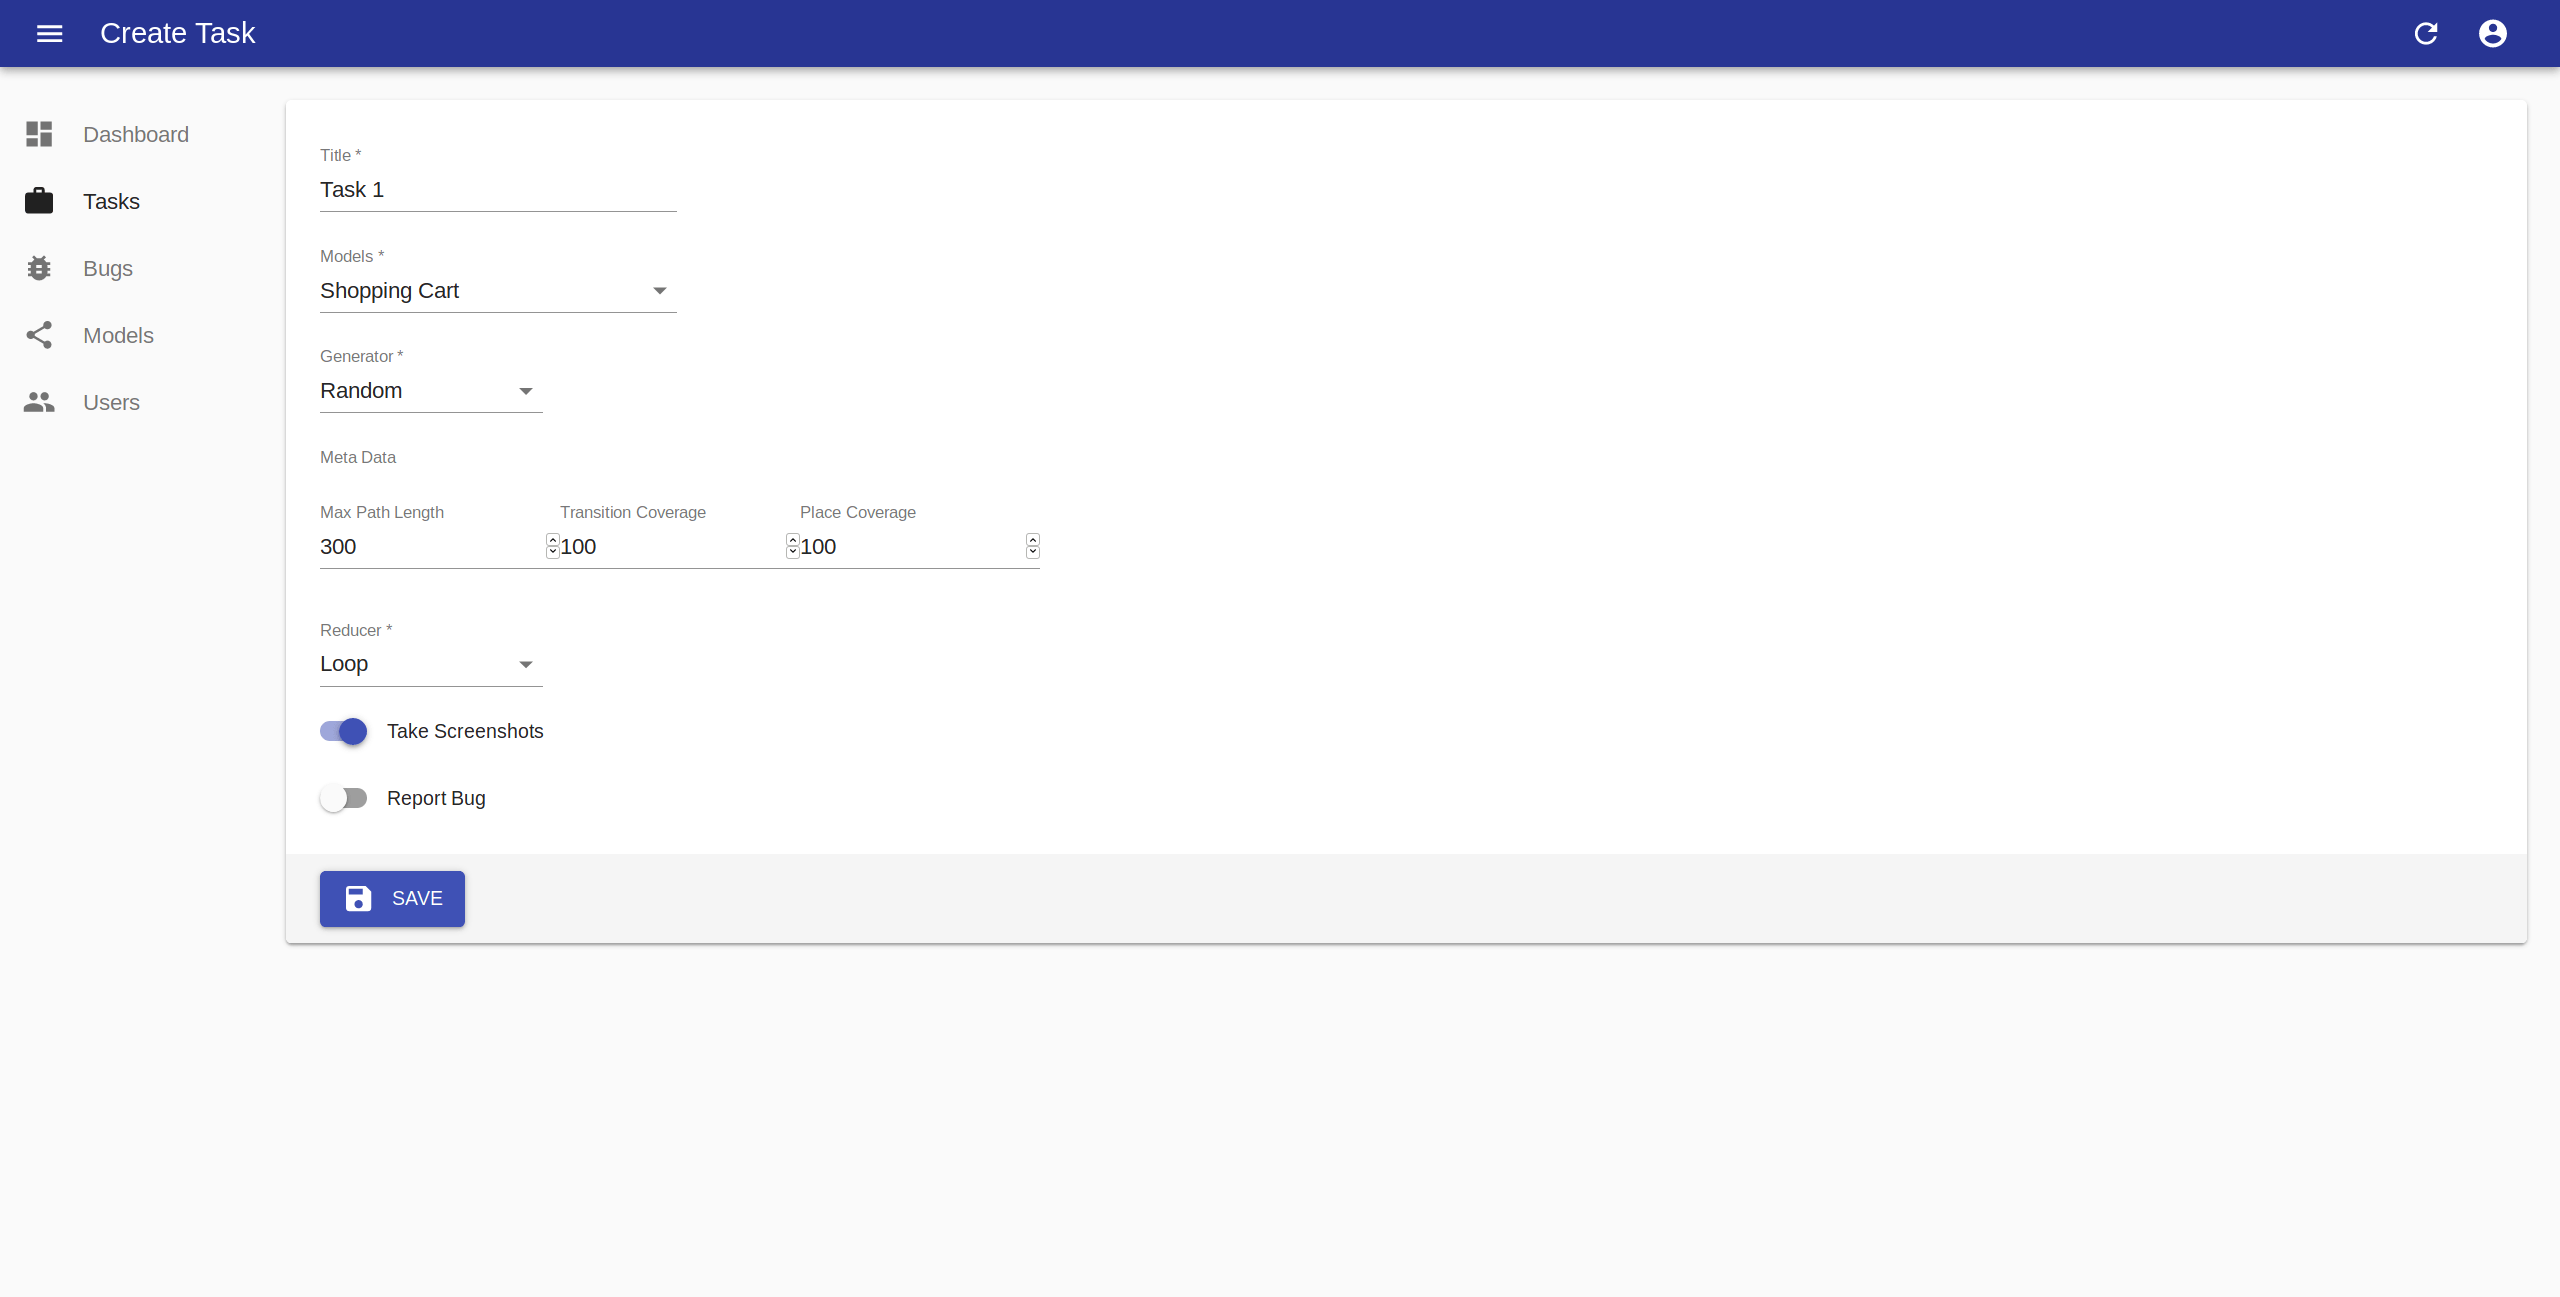 Create Task
Dashboard
Tasks
Bugs
Models
Users
Title *
Task 1
Models *
Shopping Cart
Generator *
Random
Meta Data
Max Path Length Transition Coverage Place Coverage
300 100 100
Reducer *
Loop
Take Screenshots
Report Bug
SAVE